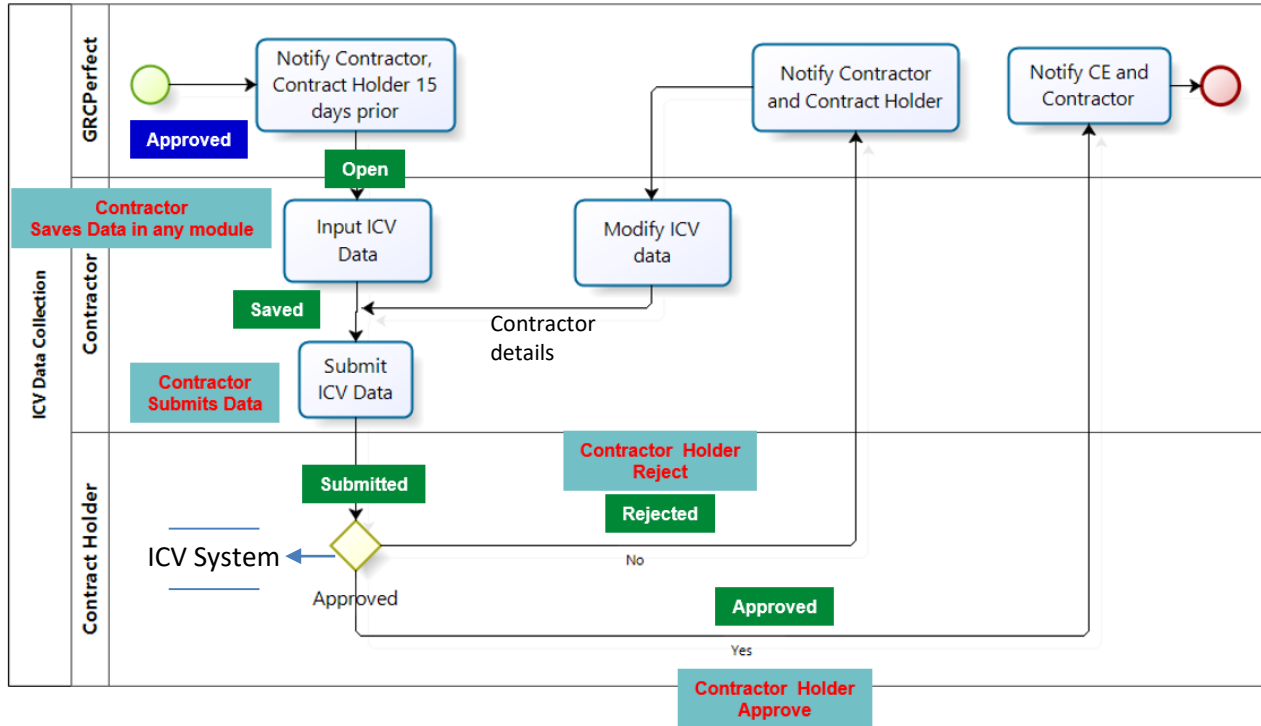 ICV Data Collection
GRCPerfect
Notify Contractor,
Contract Holder 15
days prior
Notify Contractor
and Contract Holder
Notify CE and
Contractor
Approved
Open
Contractor
Contractor
Saves Data in any module
Input ICV
Data
Modify ICV
data
Saved
Contractor
details
Submit
ICV Data
Contractor
Submits Data
Contract Holder
Contractor  Holder
Reject
Submitted
Rejected
ICV System
No
Approved
Approved
Yes
Contractor  Holder
Approve